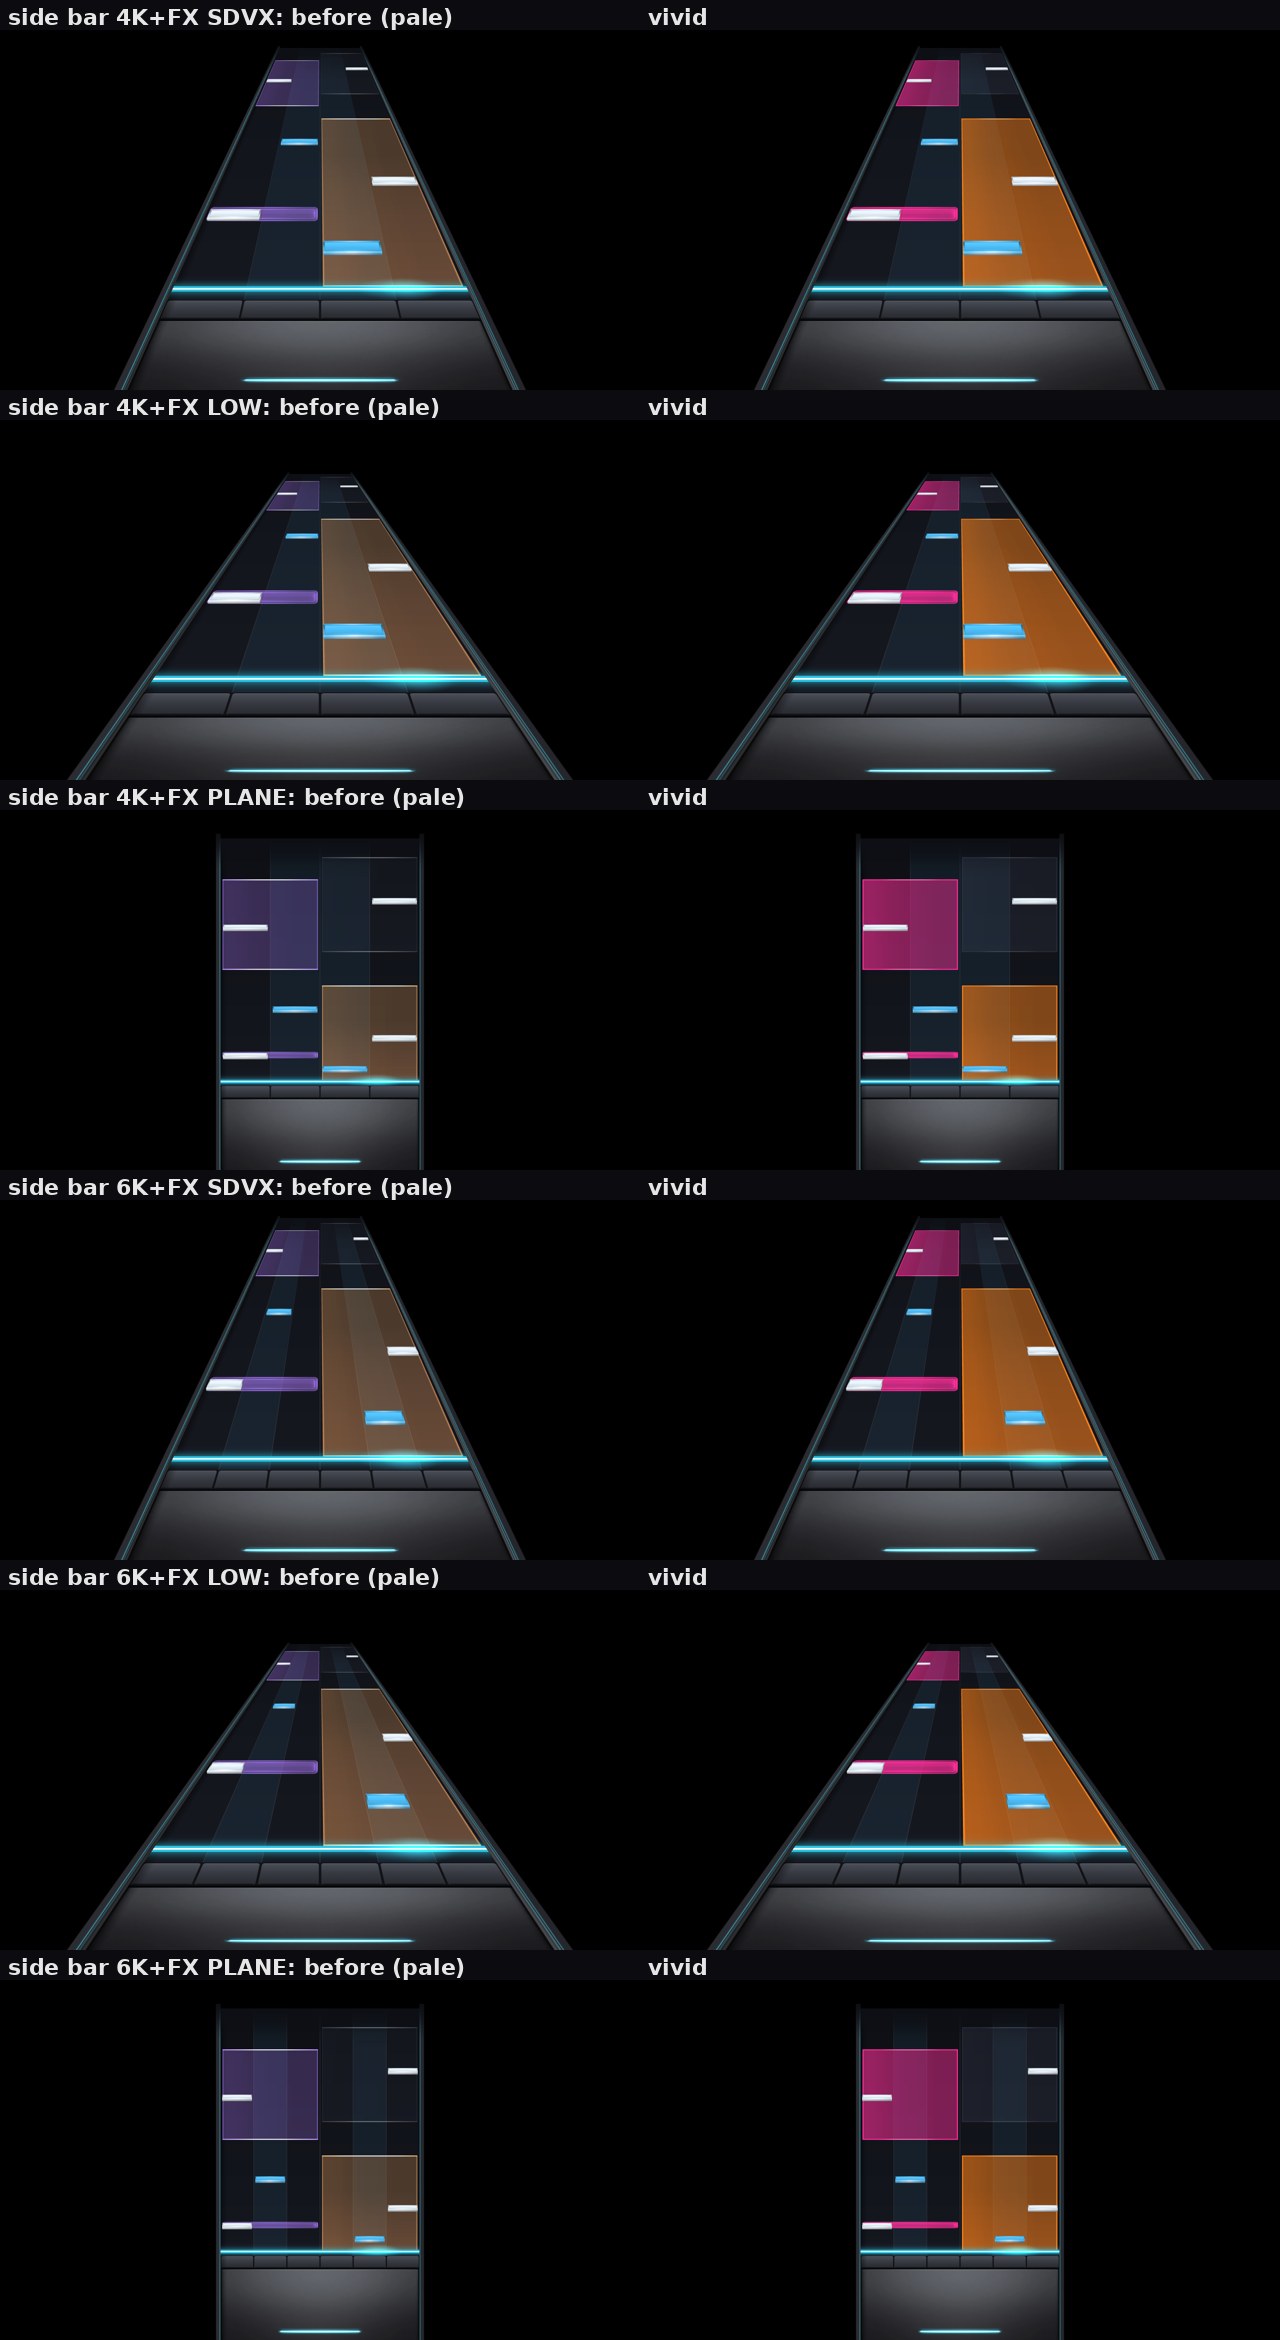 side bar 4K+FX SDVX: before (pale)
vivid
side bar 4K+FX LOW: before (pale)
vivid
side bar 4K+FX PLANE: before (pale)
vivid
side bar 6K+FX SDVX: before (pale)
vivid
side bar 6K+FX LOW: before (pale)
vivid
side bar 6K+FX PLANE: before (pale)
vivid